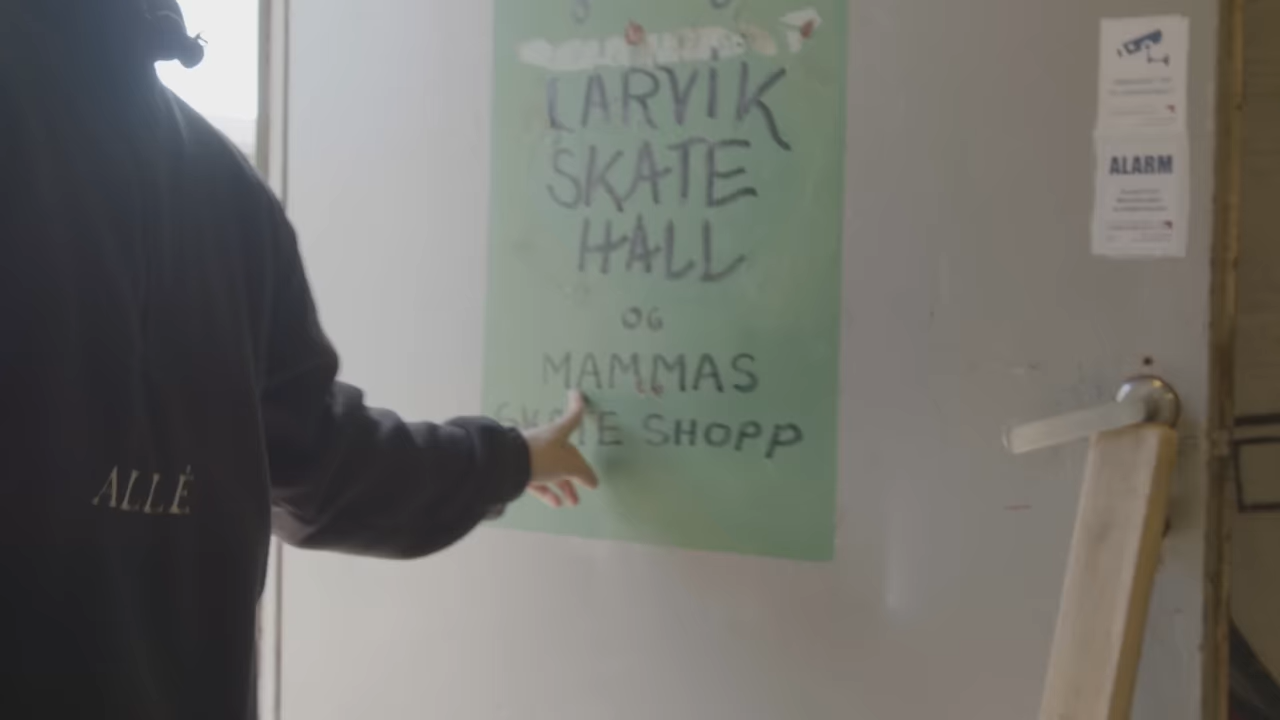 LARVIK
SKATE
HALL
OG
MAMMAS
SKATE SHOPP
ALARM
ALLÉ